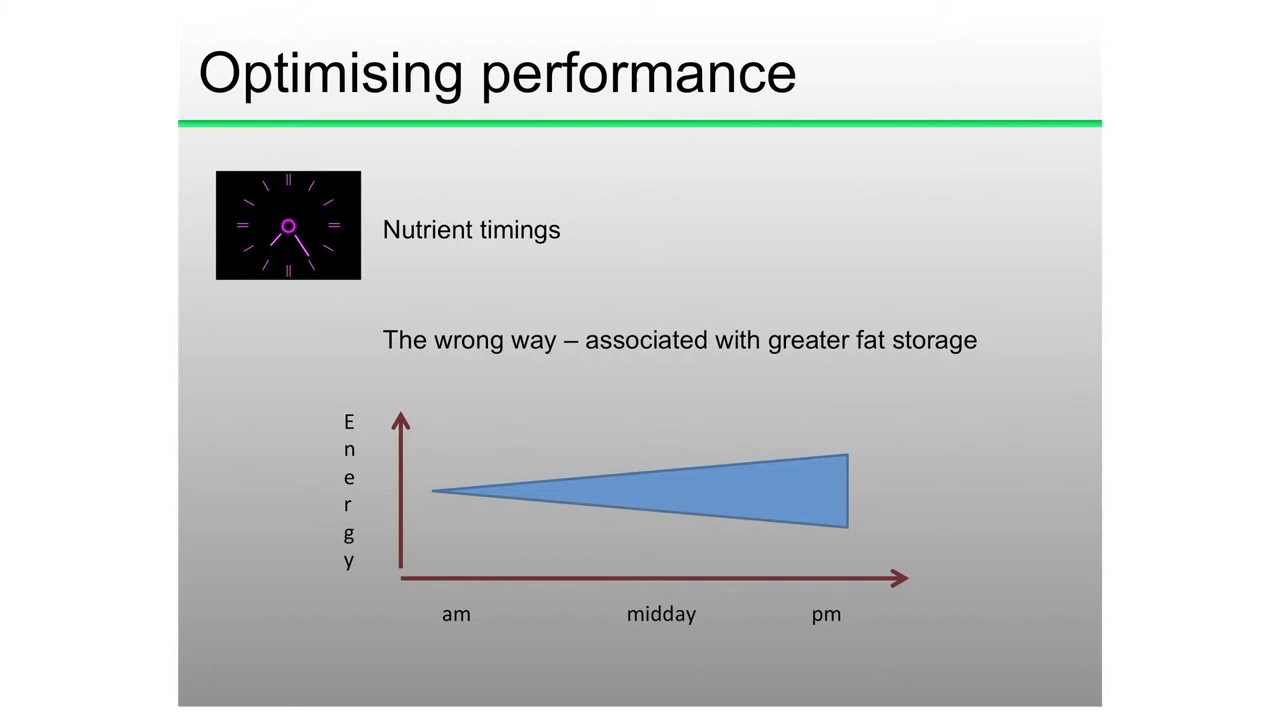 Optimising performance
Nutrient timings
The wrong way – associated with greater fat storage
E
n
e
r
g
y
am midday pm